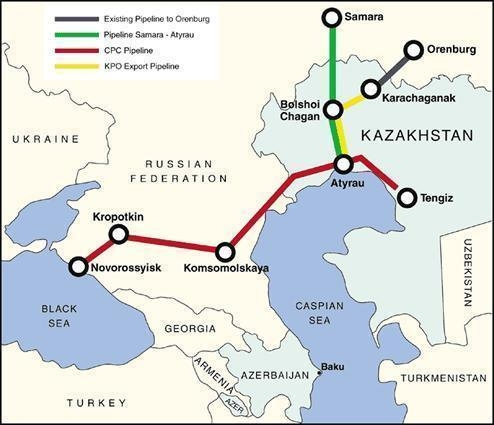 Existing Pipeline to Orenburg
Pipeline Samara - Atyrau
CPC Pipeline
KPO Export Pipeline
Samara
Orenburg
Bolshoi
Chagan
Karachaganak
KAZAKHSTAN
UKRAINE
RUSSIAN
FEDERATION
Atyrau
Tengiz
Kropotkin
Novorossyisk
Komsomolskaya
UZBEKISTAN
BLACK
SEA
CASPIAN
SEA
GEORGIA
ARMENIA
AZERBAIJAN
AZER.
Baku
TURKEY
TURKMENISTAN